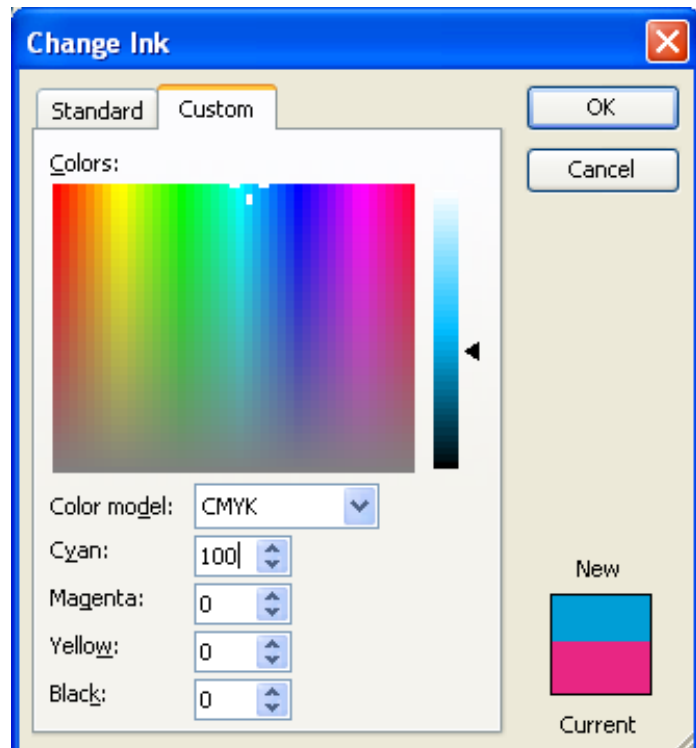 Change Ink
Standard Custom
OK
Cancel
Colors:
Color model: CMYK
Cyan: 100
Magenta: 0
Yellow: 0
Black: 0
New
Current